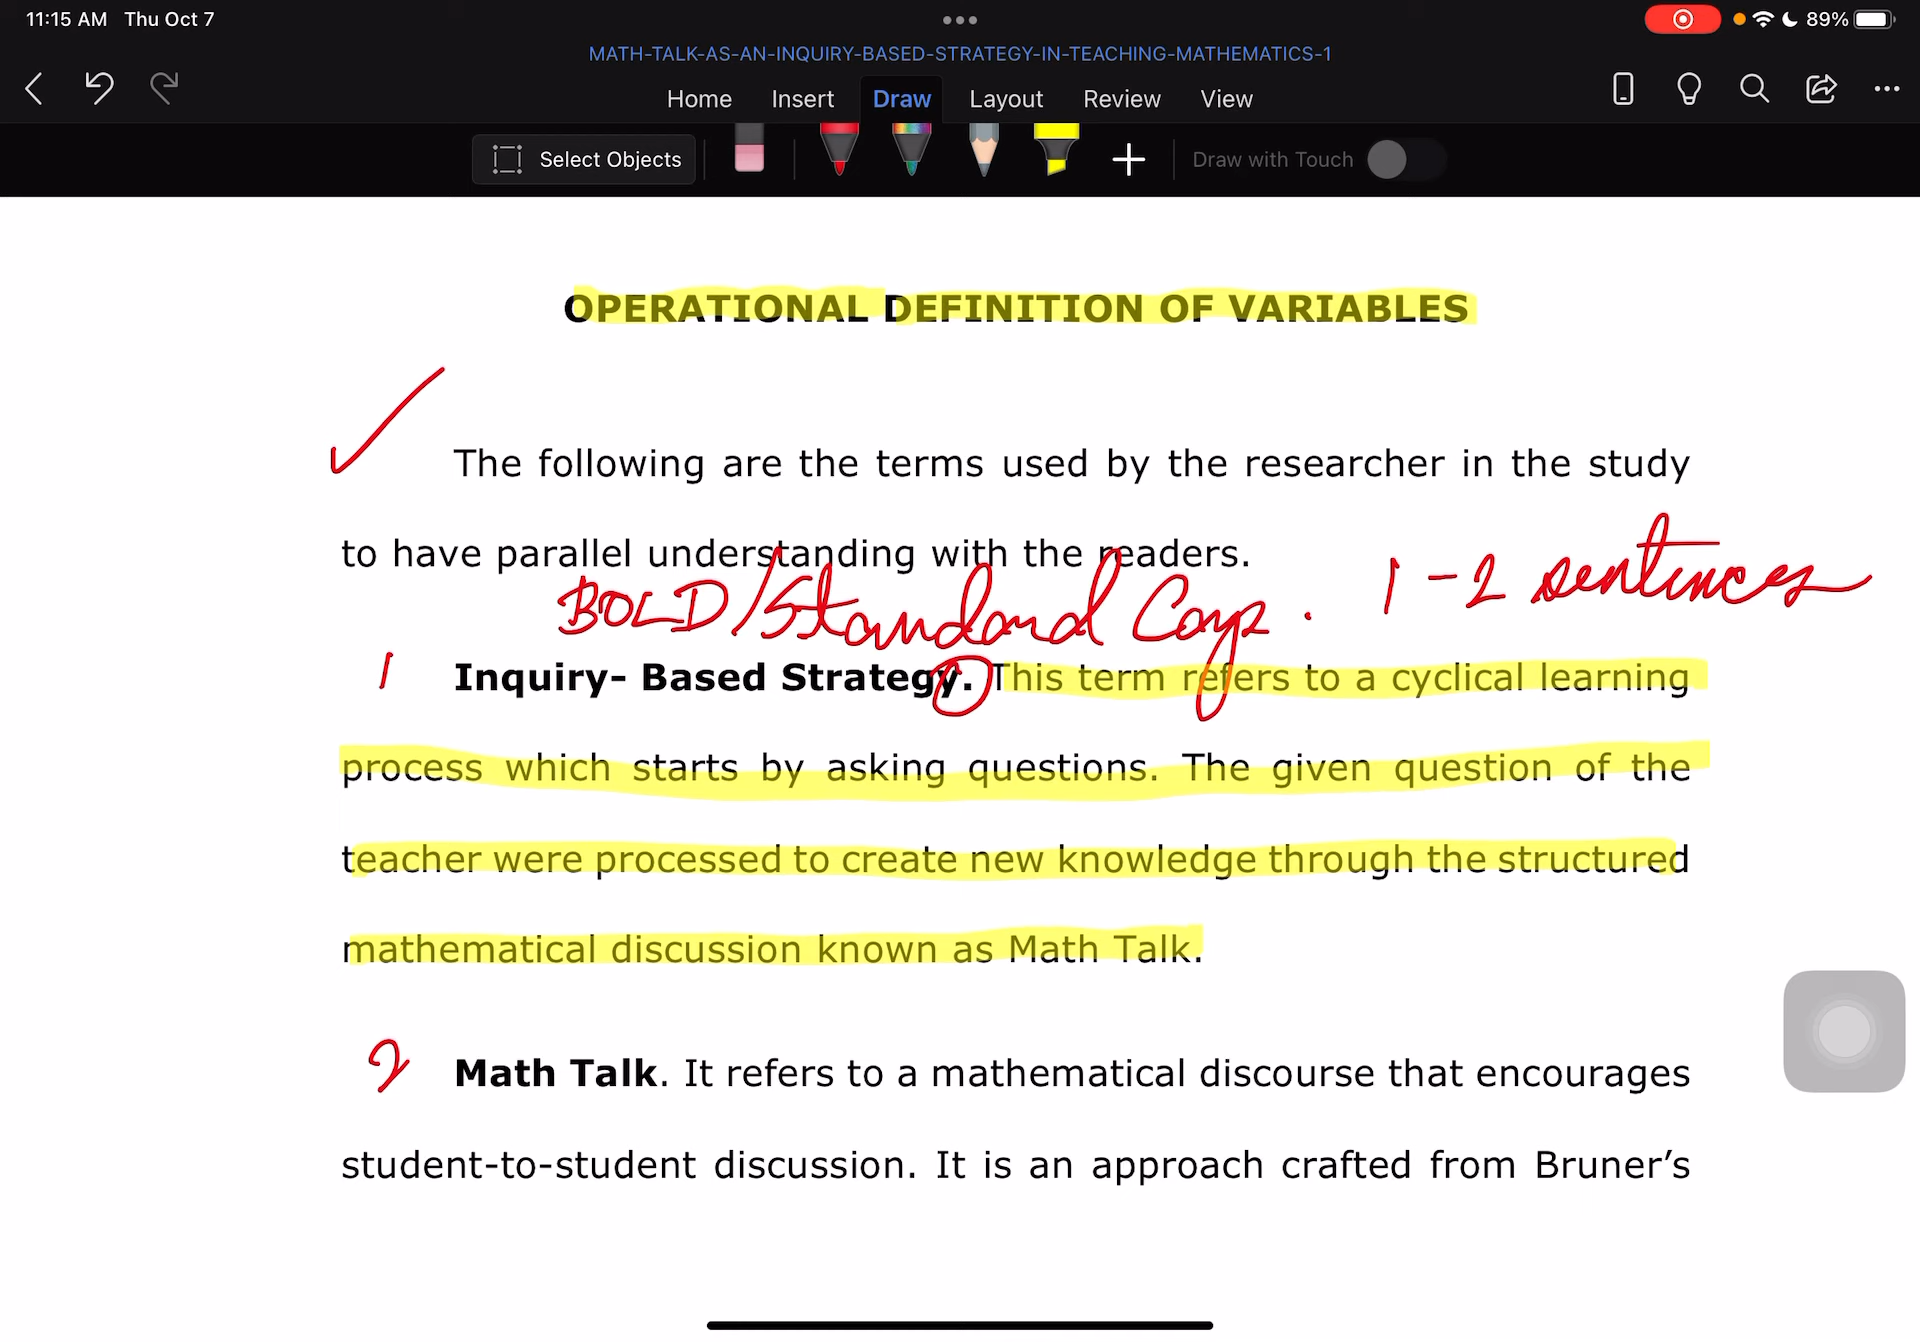 11:15 AM Thu Oct 7
89%
MATH-TALK-AS-AN-INQUIRY-BASED-STRATEGY-IN-TEACHING-MATHEMATICS-1
Home Insert Draw Layout Review View
Select Objects
Draw with Touch
OPERATIONAL DEFINITION OF VARIABLES
The following are the terms used by the researcher in the study
to have parallel understanding with the readers.
BOLD/Standard Caps. 1-2 sentences
1 Inquiry- Based Strategy. This term refers to a cyclical learning
process which starts by asking questions. The given question of the
teacher were processed to create new knowledge through the structured
mathematical discussion known as Math Talk.
2 Math Talk. It refers to a mathematical discourse that encourages
student-to-student discussion. It is an approach crafted from Bruner’s